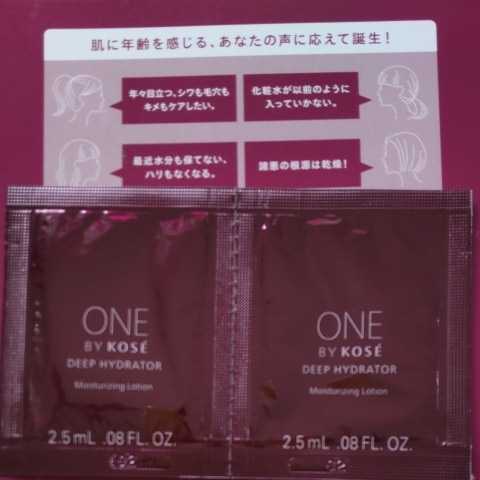 肌に年齢を感じる、あなたの声に応えて誕生！
年々目立つ、シワも毛穴も
キメもケアしたい。
化粧水が以前のように
入っていかない。
最近水分も保てない、
ハリもなくなる。
諸悪の根源は乾燥！
ONE
BY KOSÉ
DEEP HYDRATOR
Moisturizing Lotion
2.5 mL .08 FL. OZ.
ONE
BY KOSÉ
DEEP HYDRATOR
Moisturizing Lotion
2.5 mL .08 FL. OZ.